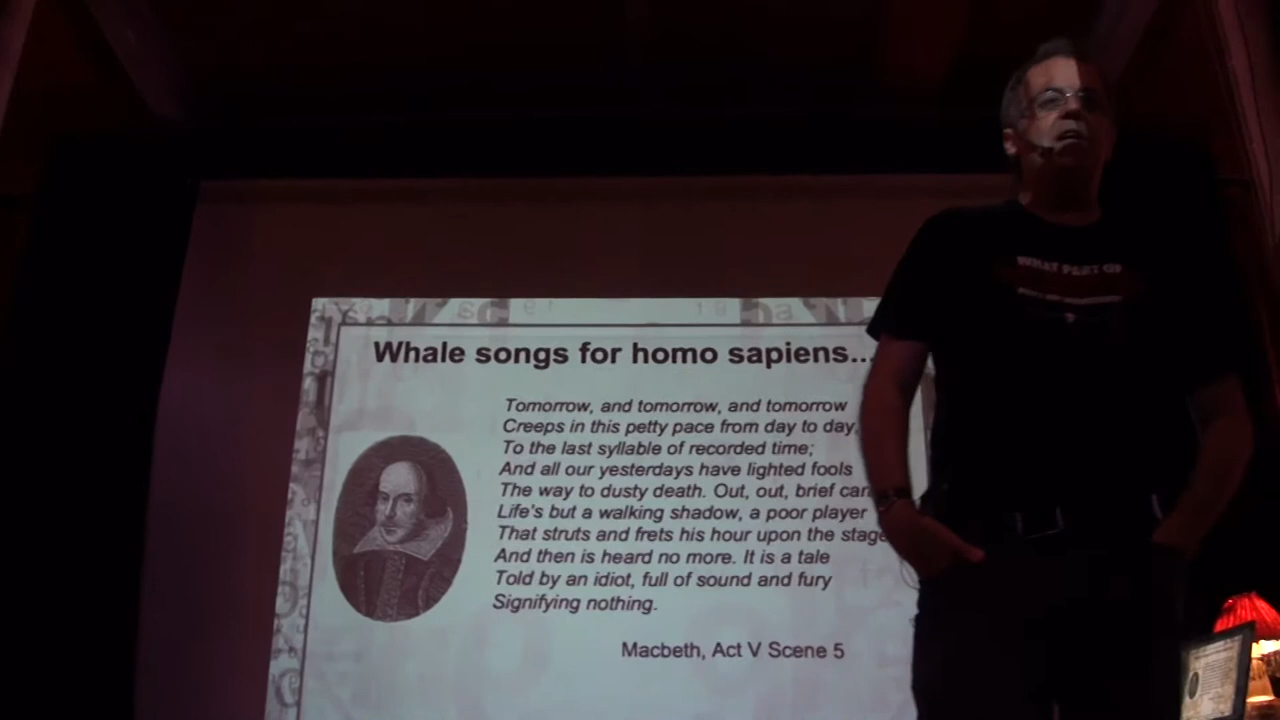 Whale songs for homo sapiens...
Tomorrow, and tomorrow, and tomorrow
Creeps in this petty pace from day to day,
To the last syllable of recorded time;
And all our yesterdays have lighted fools
The way to dusty death. Out, out, brief can
Life's but a walking shadow, a poor player
That struts and frets his hour upon the stage
And then is heard no more. It is a tale
Told by an idiot, full of sound and fury
Signifying nothing.
Macbeth, Act V Scene 5
WHAT PART OF